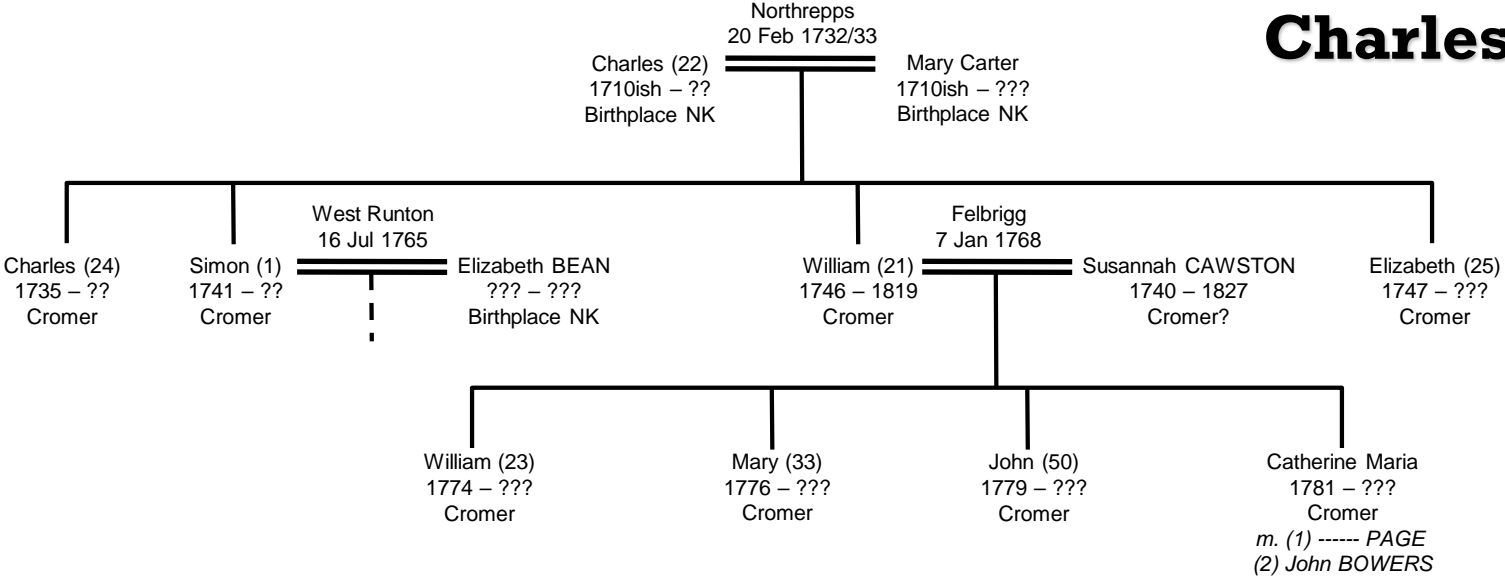 Charles
Northrepps
20 Feb 1732/33
Charles (22)
1710ish – ??
Birthplace NK
Mary Carter
1710ish – ???
Birthplace NK
West Runton
16 Jul 1765
Felbrigg
7 Jan 1768
Charles (24)
1735 – ??
Cromer
Simon (1)
1741 – ??
Cromer
Elizabeth BEAN
??? – ???
Birthplace NK
William (21)
1746 – 1819
Cromer
Susannah CAWSTON
1740 – 1827
Cromer?
Elizabeth (25)
1747 – ???
Cromer
William (23)
1774 – ???
Cromer
Mary (33)
1776 – ???
Cromer
John (50)
1779 – ???
Cromer
Catherine Maria
1781 – ???
Cromer
m. (1) ------ PAGE
(2) John BOWERS